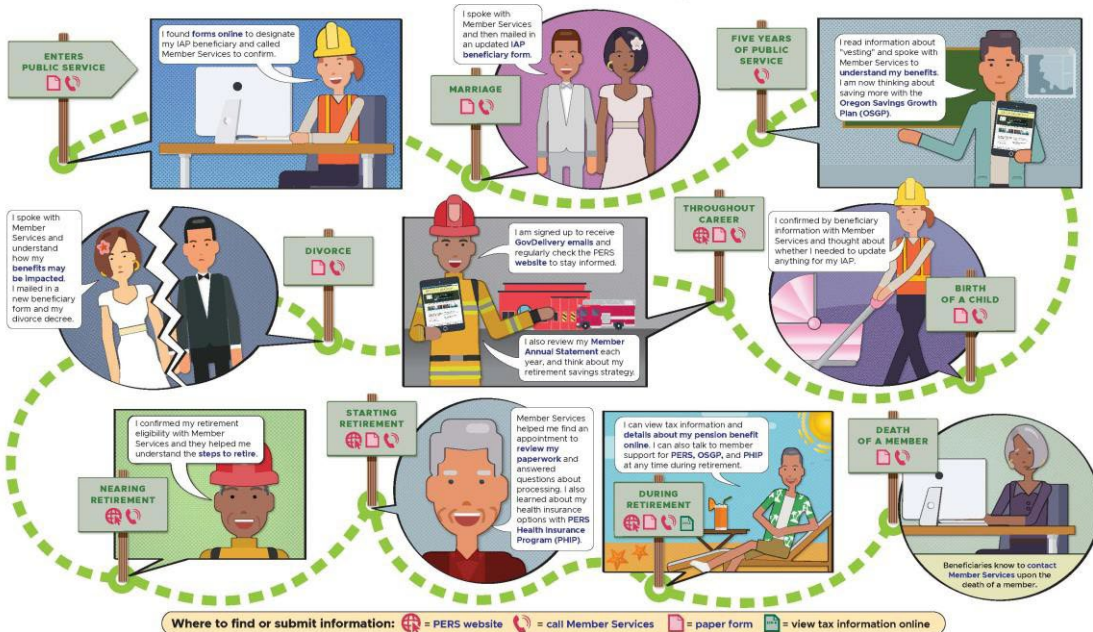 ENTERS
PUBLIC SERVICE
I found forms online to designate
my IAP beneficiary and called
Member Services to confirm.
MARRIAGE
I spoke with
Member Services
and then mailed in
an updated IAP
beneficiary form.
FIVE YEARS
OF PUBLIC
SERVICE
I read information about
"vesting" and spoke with
Member Services to
understand my benefits.
I am now thinking about
saving more with the
Oregon Savings Growth
Plan (OSGP).
I spoke with
Member
Services and
understand
how my
benefits may
be impacted.
I mailed in a
new beneficiary
form and my
divorce decree.
DIVORCE
I am signed up to receive
GovDelivery emails and
regularly check the PERS
website to stay informed.
I also review my Member
Annual Statement each
year, and think about my
retirement savings strategy.
THROUGHOUT
CAREER
I confirmed by beneficiary
information with Member
Services and thought about
whether I needed to update
anything for my IAP.
BIRTH
OF A CHILD
NEARING
RETIREMENT
I confirmed my retirement
eligibility with Member
Services and they helped me
understand the steps to retire.
STARTING
RETIREMENT
Member Services
helped me find an
appointment to
review my
paperwork and
answered
questions about
processing. I also
learned about my
health insurance
options with PERS
Health Insurance
Program (PHIP).
I can view tax information and
details about my pension benefit
online. I can also talk to member
support for PERS, OSGP, and PHIP
at any time during retirement.
DURING
RETIREMENT
DEATH
OF A MEMBER
Beneficiaries know to contact
Member Services upon the
death of a member.
Where to find or submit information: = PERS website = call Member Services = paper form = view tax information online